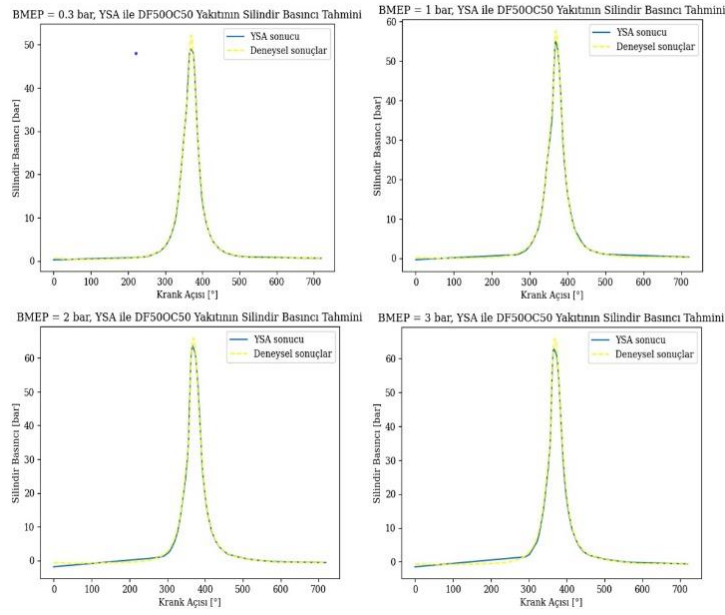 BMEP = 0.3 bar, YSA ile DF50OC50 Yakıtının Silindir Basıncı Tahmini
YSA sonucu
Deneysel sonuçlar
Silindir Basıncı [bar]
50
40
30
20
10
0
0 100 200 300 400 500 600 700
Krank Açısı [°]
BMEP = 1 bar, YSA ile DF50OC50 Yakıtının Silindir Basıncı Tahmini
YSA sonucu
Deneysel sonuçlar
Silindir Basıncı [bar]
60
50
40
30
20
10
0
0 100 200 300 400 500 600 700
Krank Açısı [°]
BMEP = 2 bar, YSA ile DF50OC50 Yakıtının Silindir Basıncı Tahmini
YSA sonucu
Deneysel sonuçlar
Silindir Basıncı [bar]
60
50
40
30
20
10
0
0 100 200 300 400 500 600 700
Krank Açısı [°]
BMEP = 3 bar, YSA ile DF50OC50 Yakıtının Silindir Basıncı Tahmini
YSA sonucu
Deneysel sonuçlar
Silindir Basıncı [bar]
60
50
40
30
20
10
0
0 100 200 300 400 500 600 700
Krank Açısı [°]